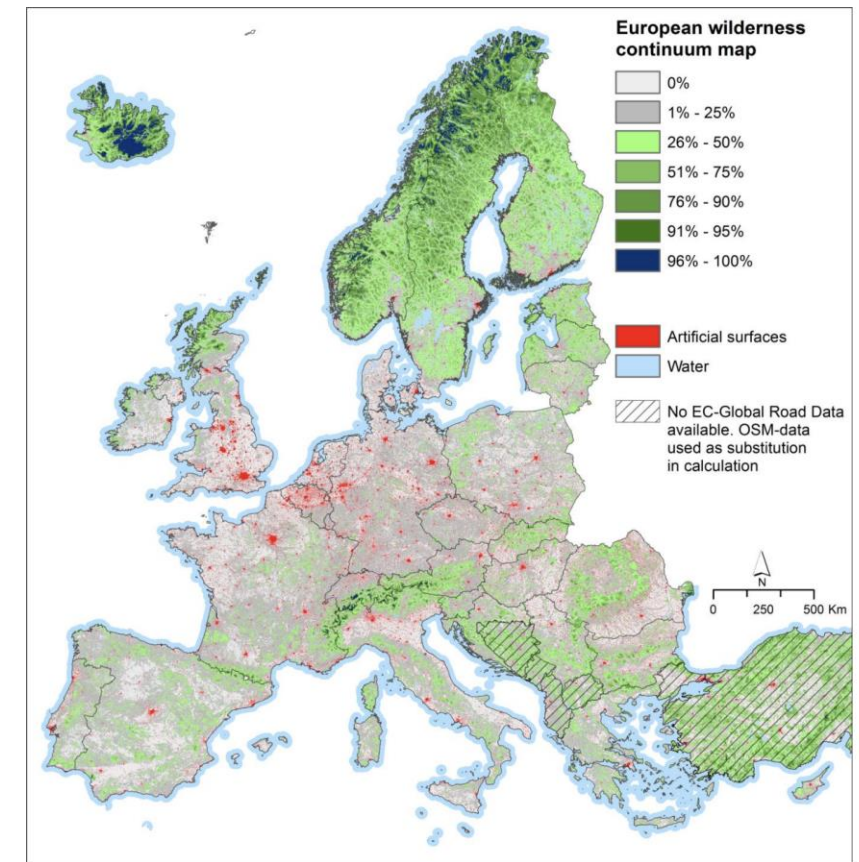 European wilderness
continuum map
0%
1% - 25%
26% - 50%
51% - 75%
76% - 90%
91% - 95%
96% - 100%
Artificial surfaces
Water
No EC-Global Road Data
available. OSM-data
used as substitution
in calculation
N
0 250 500 Km